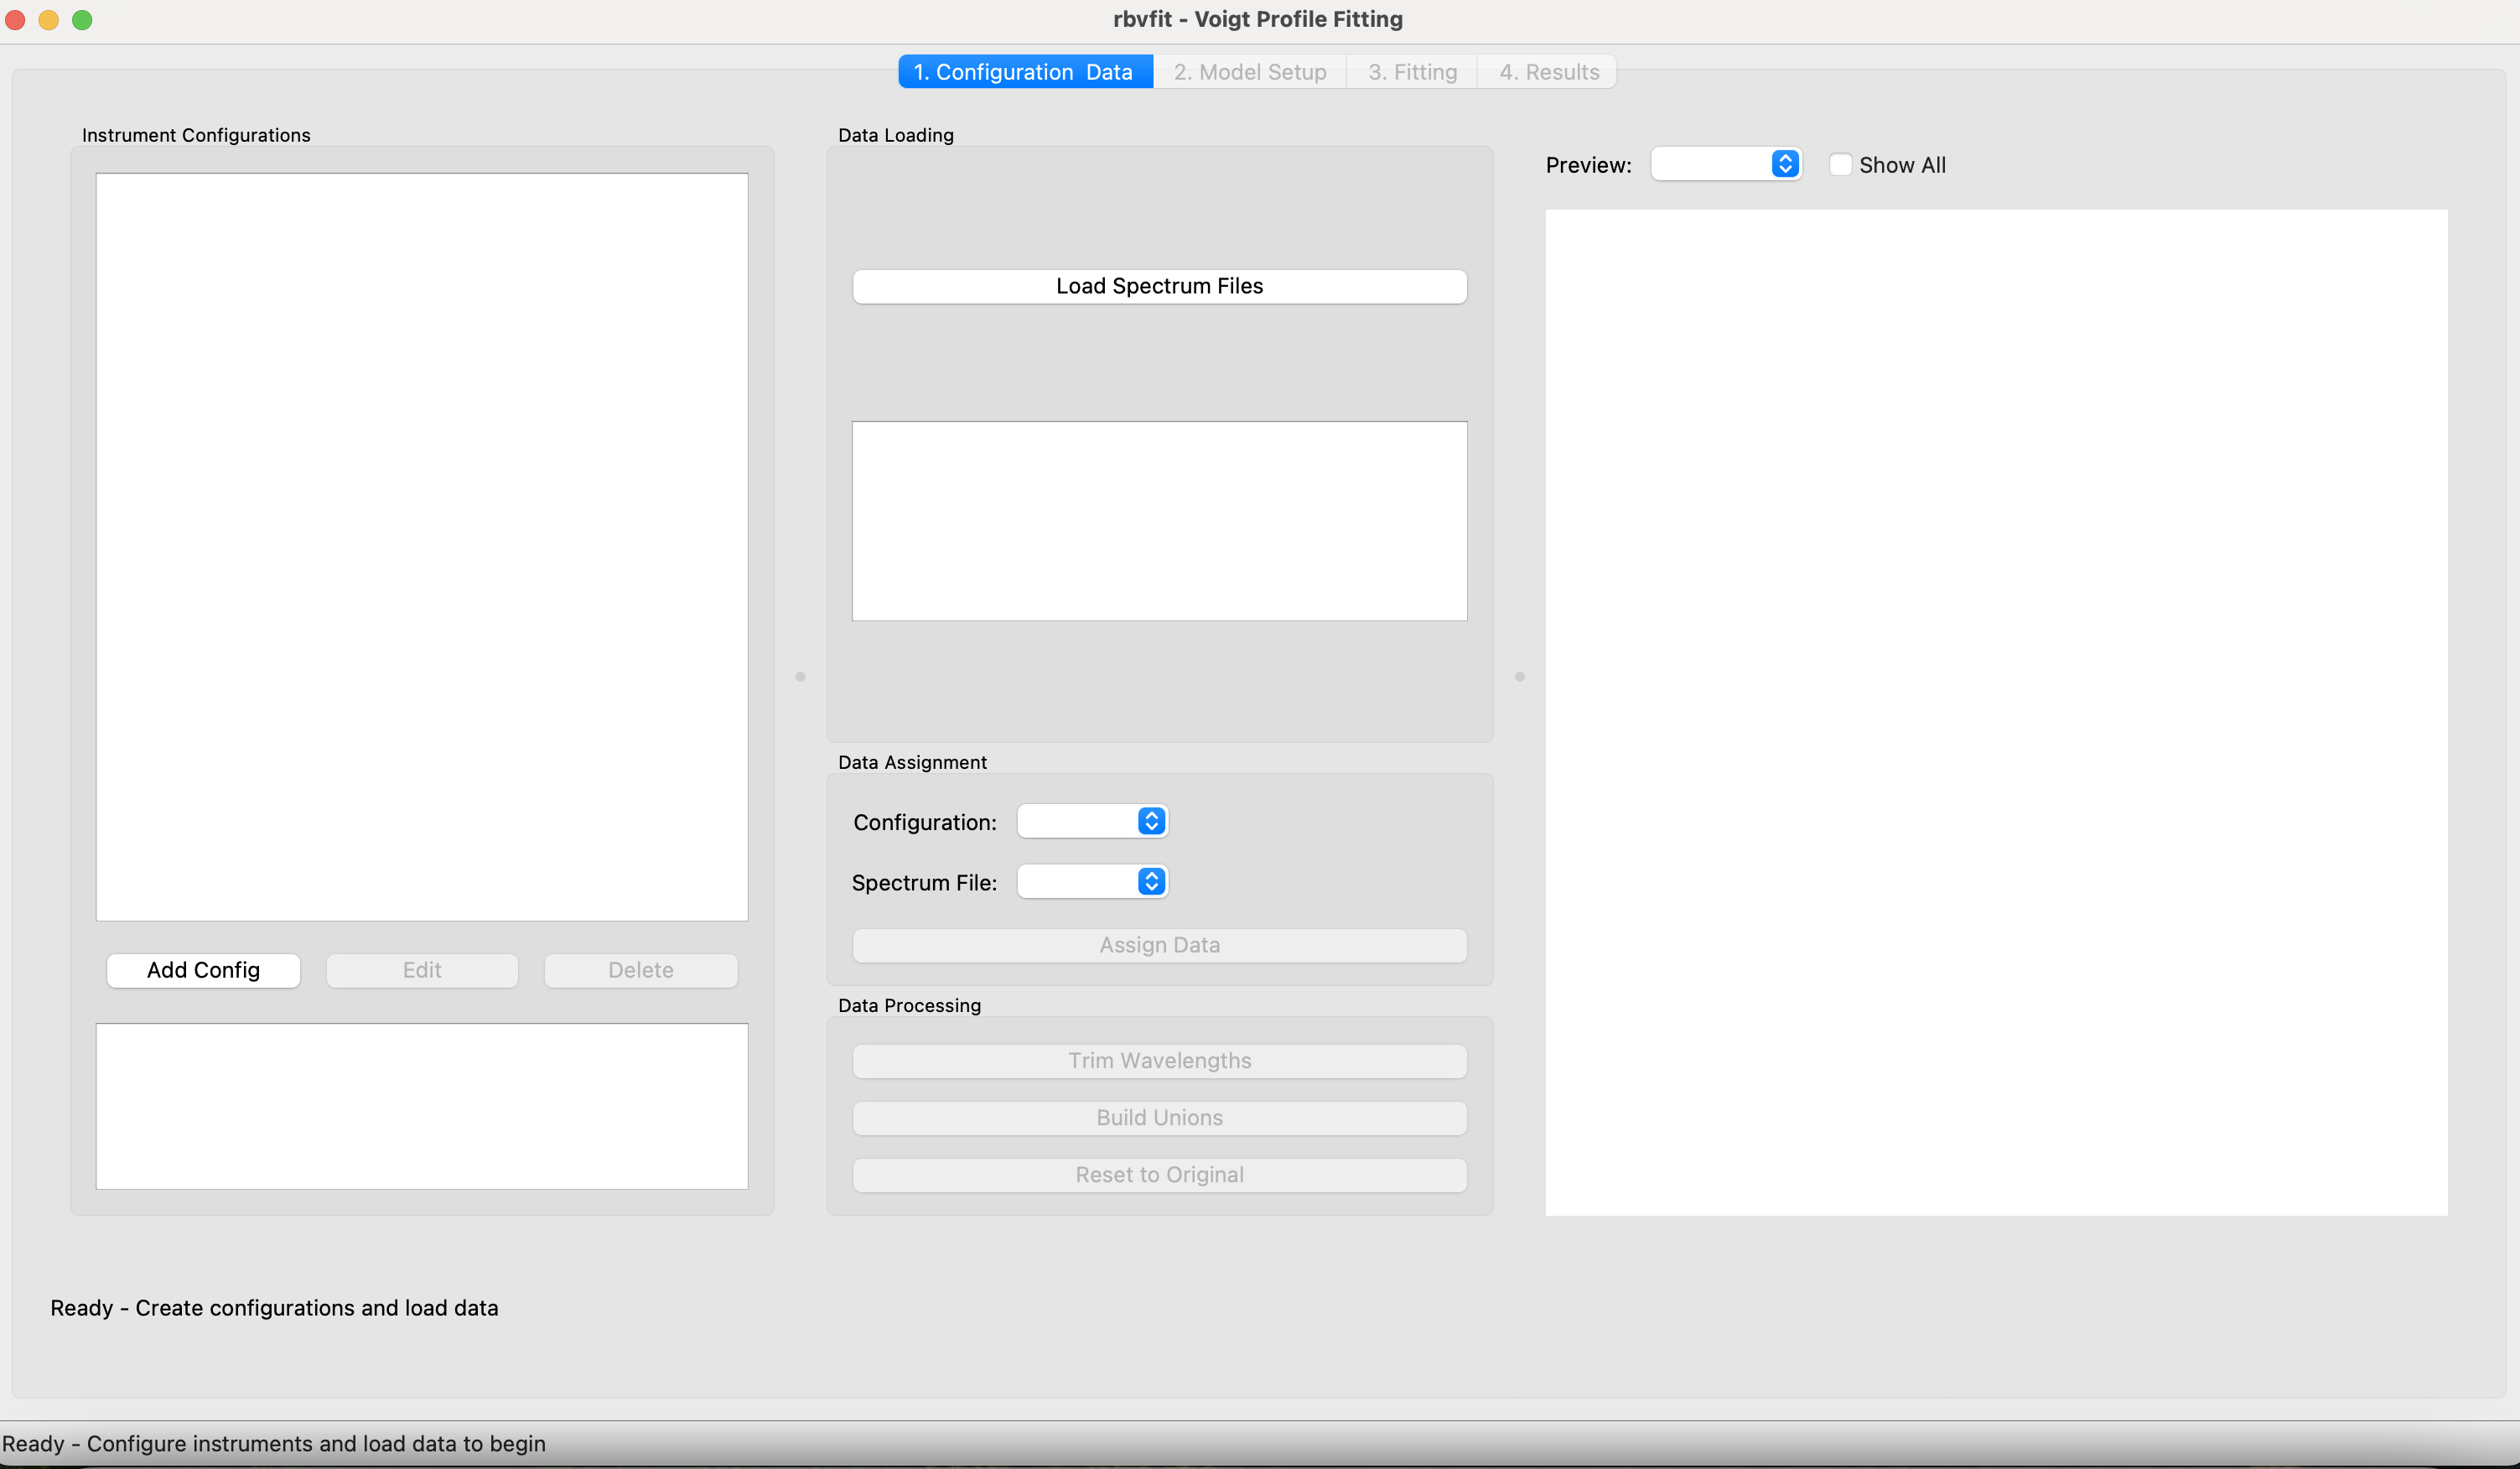 rbvfit - Voigt Profile Fitting
1. Configuration  Data
2. Model Setup
3. Fitting
4. Results
Instrument Configurations
Add Config
Edit
Delete
Data Loading
Load Spectrum Files
Data Assignment
Configuration:
Spectrum File:
Assign Data
Data Processing
Trim Wavelengths
Build Unions
Reset to Original
Preview:
Show All
Ready - Create configurations and load data
Ready - Configure instruments and load data to begin